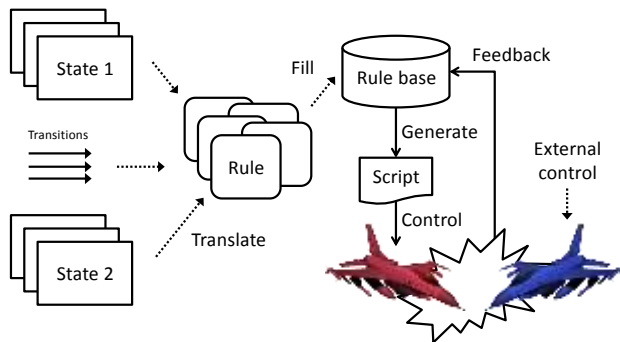 State 1
Transitions
State 2
Rule
Translate
Fill
Rule base
Feedback
Generate
Script
Control
External
control